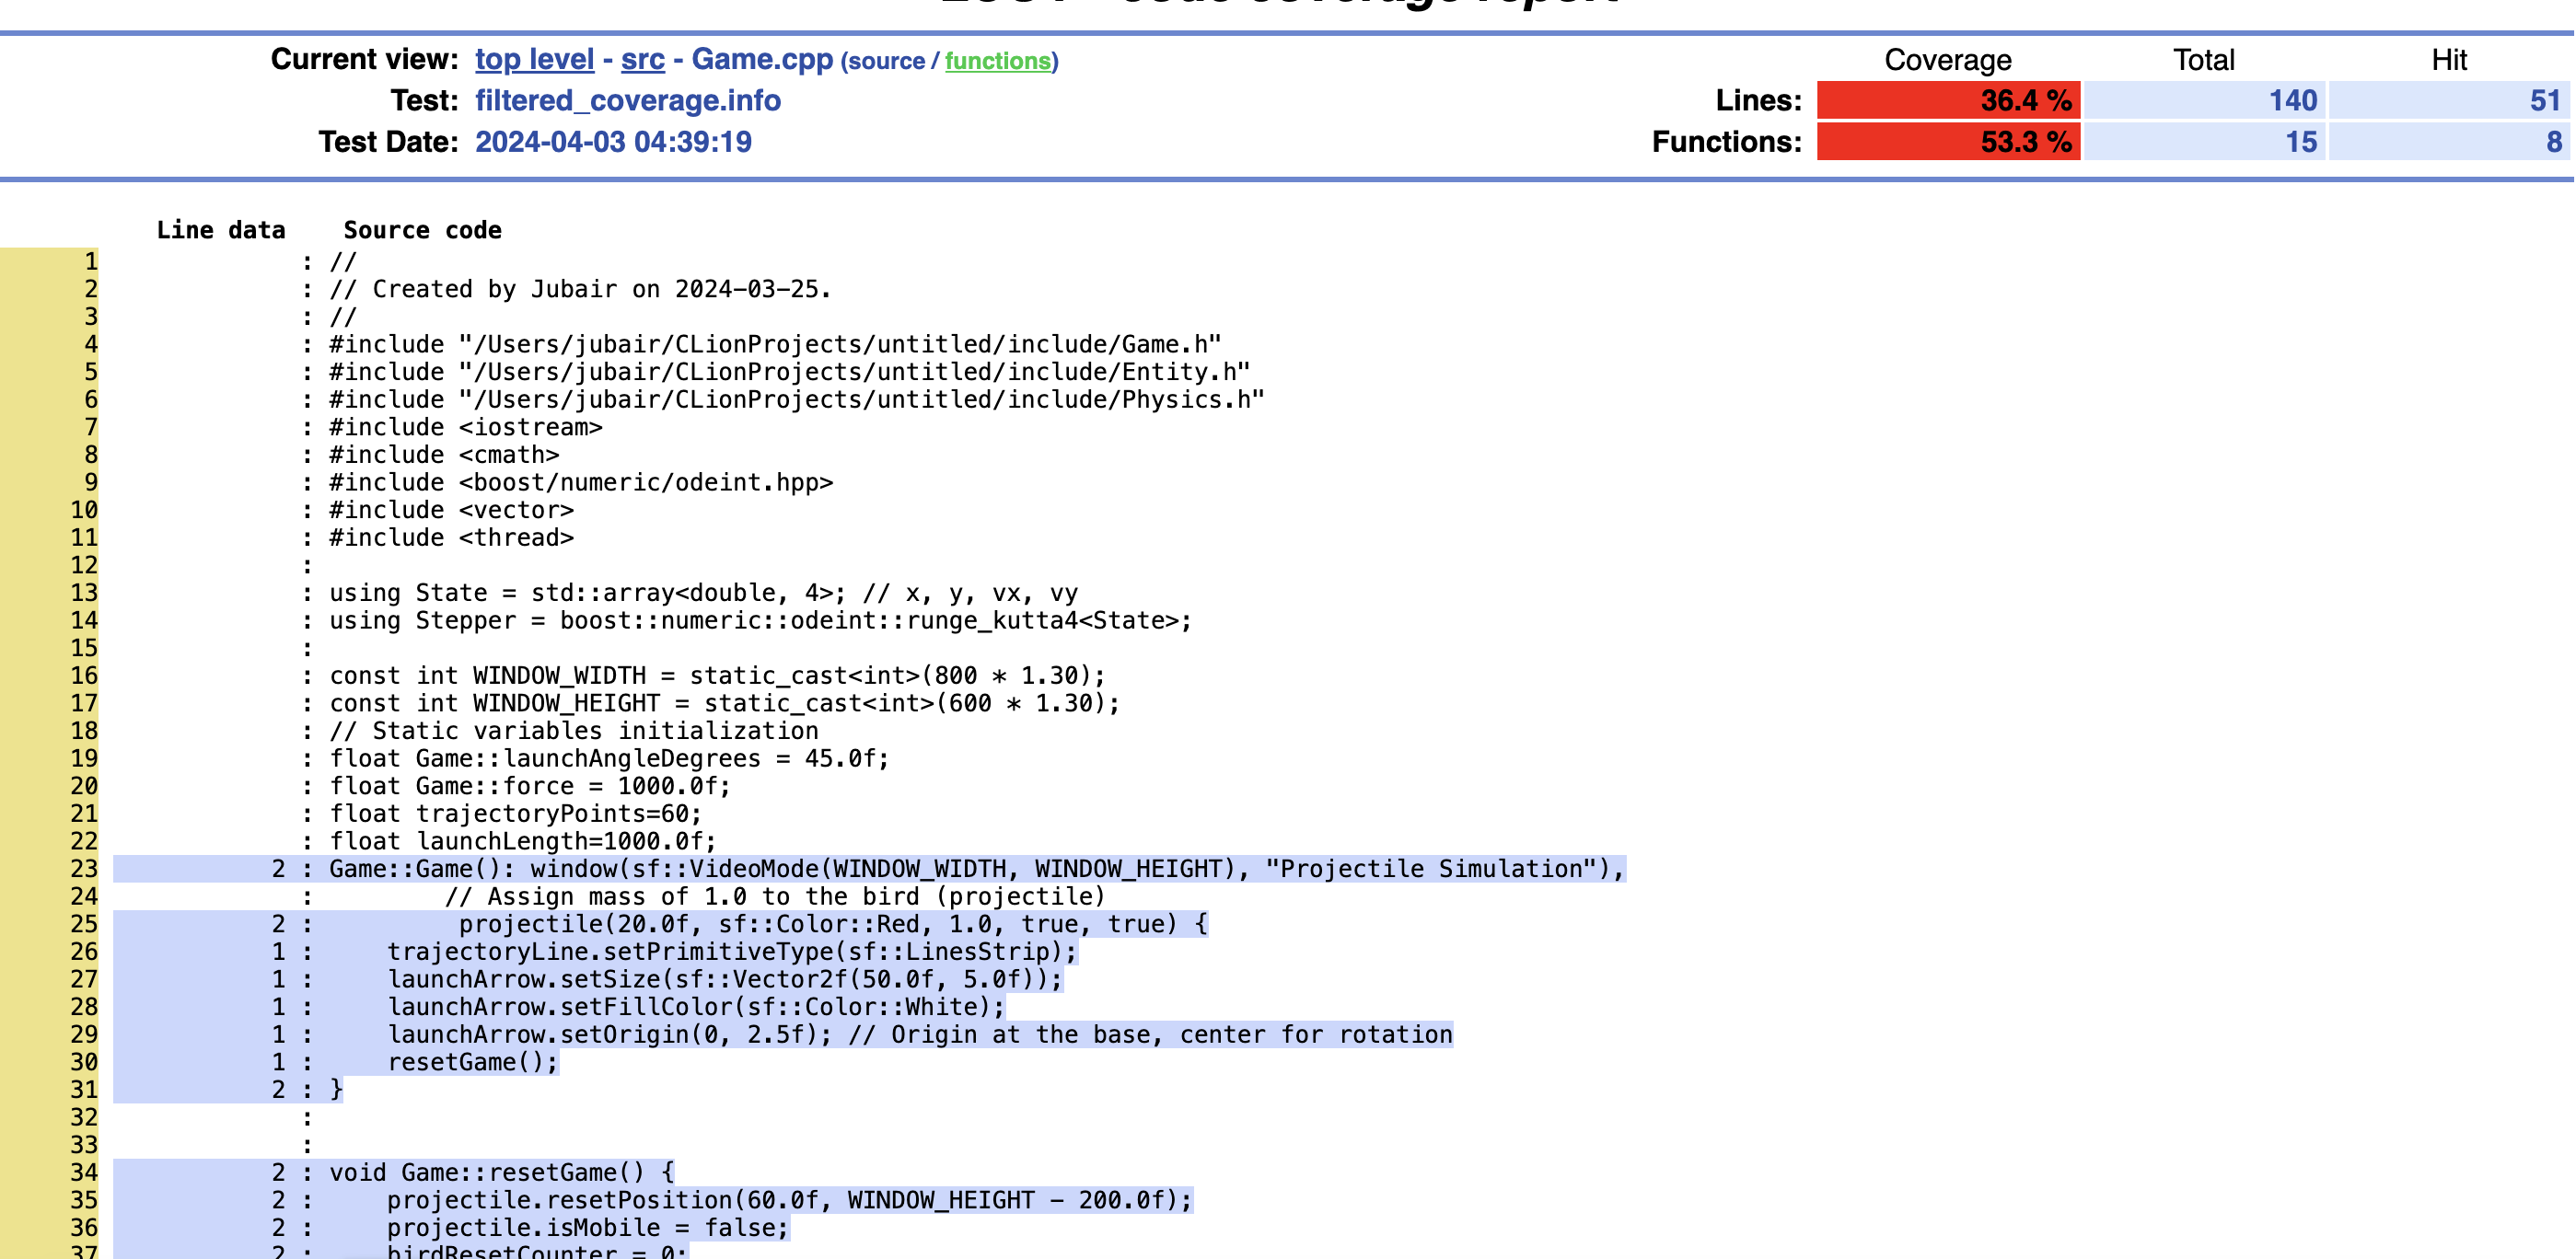 LCOV - code coverage report
Current view: top level - src - Game.cpp (source / functions) Coverage Total Hit
Test: filtered_coverage.info Lines: 36.4 % 140 51
Test Date: 2024-04-03 04:39:19 Functions: 53.3 % 15 8
Line data Source code
1 : //
2 : // Created by Jubair on 2024-03-25.
3 : //
4 : #include "/Users/jubair/CLionProjects/untitled/include/Game.h"
5 : #include "/Users/jubair/CLionProjects/untitled/include/Entity.h"
6 : #include "/Users/jubair/CLionProjects/untitled/include/Physics.h"
7 : #include <iostream>
8 : #include <cmath>
9 : #include <boost/numeric/odeint.hpp>
10 : #include <vector>
11 : #include <thread>
12 :
13 : using State = std::array<double, 4>; // x, y, vx, vy
14 : using Stepper = boost::numeric::odeint::runge_kutta4<State>;
15 :
16 : const int WINDOW_WIDTH = static_cast<int>(800 * 1.30);
17 : const int WINDOW_HEIGHT = static_cast<int>(600 * 1.30);
18 : // Static variables initialization
19 : float Game::launchAngleDegrees = 45.0f;
20 : float Game::force = 1000.0f;
21 : float trajectoryPoints=60;
22 : float launchLength=1000.0f;
23 2 : Game::Game(): window(sf::VideoMode(WINDOW_WIDTH, WINDOW_HEIGHT), "Projectile Simulation"),
24 : // Assign mass of 1.0 to the bird (projectile)
25 2 : projectile(20.0f, sf::Color::Red, 1.0, true, true) {
26 1 : trajectoryLine.setPrimitiveType(sf::LinesStrip);
27 1 : launchArrow.setSize(sf::Vector2f(50.0f, 5.0f));
28 1 : launchArrow.setFillColor(sf::Color::White);
29 1 : launchArrow.setOrigin(0, 2.5f); // Origin at the base, center for rotation
30 1 : resetGame();
31 2 : }
32 :
33 :
34 2 : void Game::resetGame() {
35 2 : projectile.resetPosition(60.0f, WINDOW_HEIGHT - 200.0f);
36 2 : projectile.isMobile = false;
37 2 : birdResetCounter = 0;